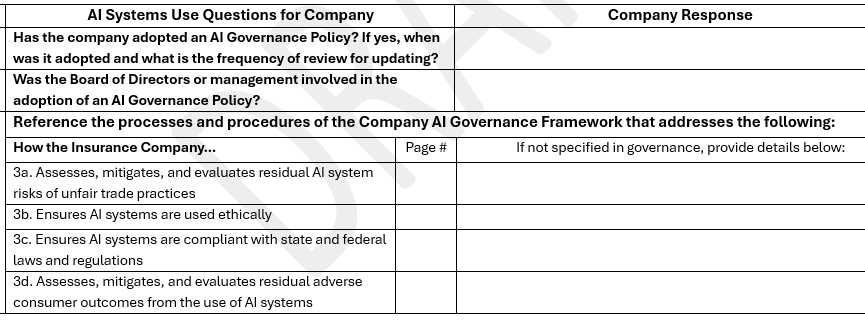 AI Systems Use Questions for Company Company Response
Has the company adopted an AI Governance Policy? If yes, when
was it adopted and what is the frequency of review for updating?
Was the Board of Directors or management involved in the
adoption of an AI Governance Policy?
Reference the processes and procedures of the Company AI Governance Framework that addresses the following:
How the Insurance Company... Page # If not specified in governance, provide details below:
3a. Assesses, mitigates, and evaluates residual AI system
risks of unfair trade practices
3b. Ensures AI systems are used ethically
3c. Ensures AI systems are compliant with state and federal
laws and regulations
3d. Assesses, mitigates, and evaluates residual adverse
consumer outcomes from the use of AI systems